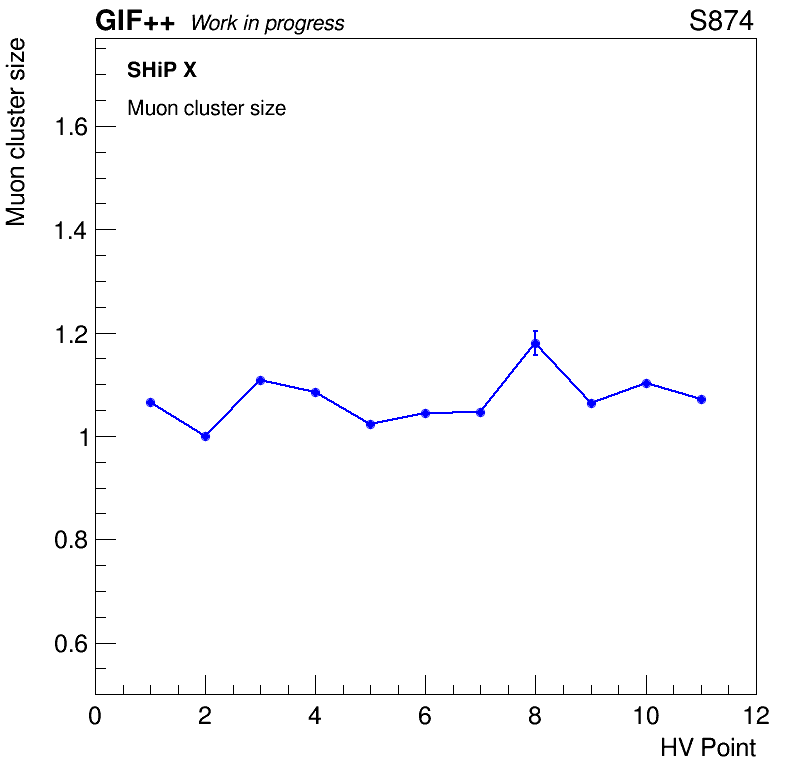 GIF++ Work in progress S874
SHiP X
Muon cluster size
Muon cluster size
1.6
1.4
1.2
1
0.8
0.6
0 2 4 6 8 10 12
HV Point